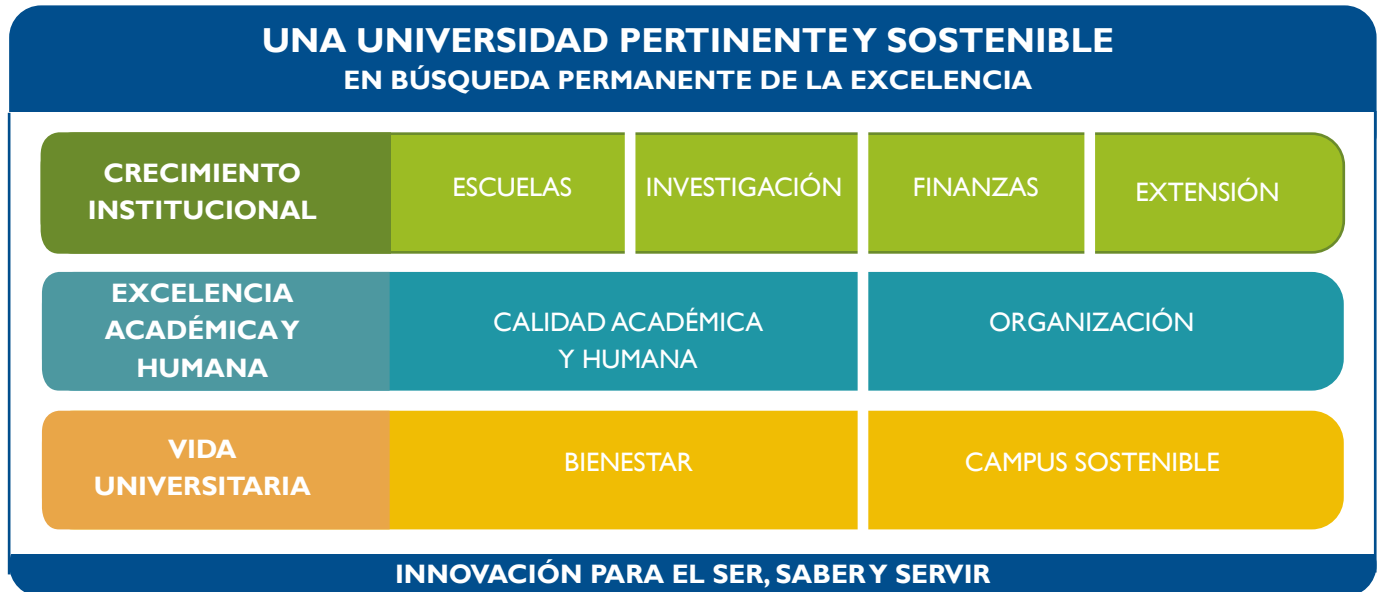 UNA UNIVERSIDAD PERTINENTE Y SOSTENIBLE
EN BÚSQUEDA PERMANENTE DE LA EXCELENCIA
CRECIMIENTO
INSTITUCIONAL
ESCUELAS
INVESTIGACIÓN
FINANZAS
EXTENSIÓN
EXCELENCIA
ACADÉMICA Y
HUMANA
CALIDAD ACADÉMICA
Y HUMANA
ORGANIZACIÓN
VIDA
UNIVERSITARIA
BIENESTAR
CAMPUS SOSTENIBLE
INNOVACIÓN PARA EL SER, SABER Y SERVIR